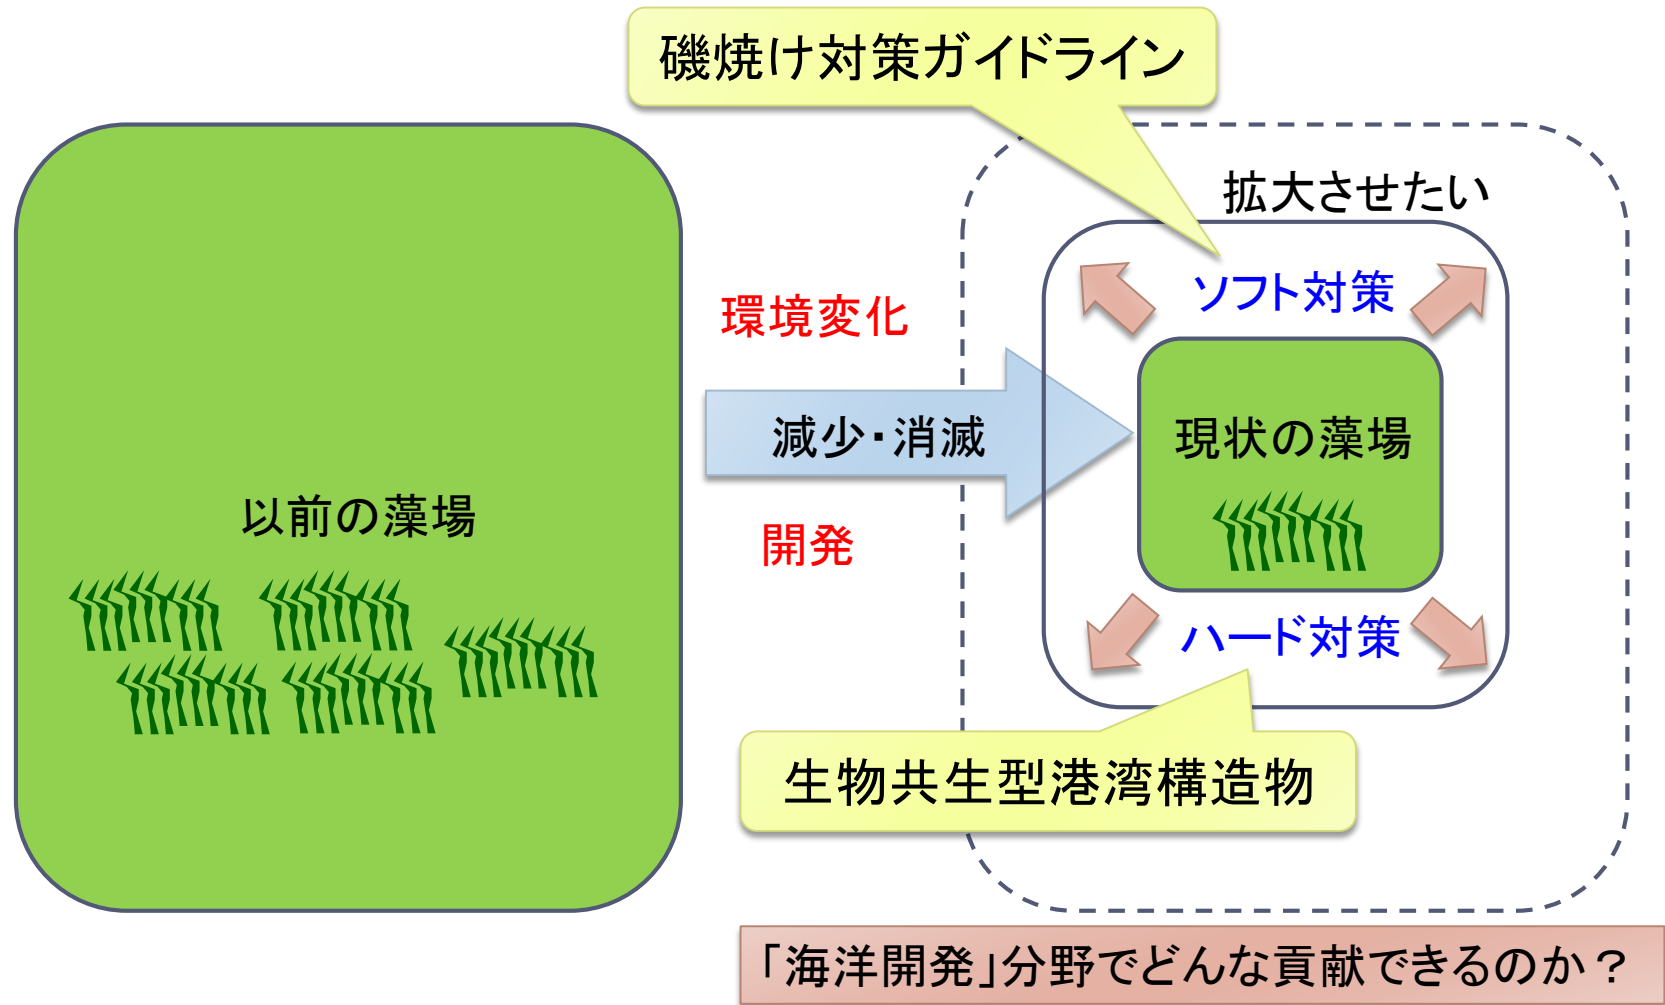 磯焼け対策ガイドライン
拡大させたい
ソフト対策
環境変化
減少・消滅
現状の藻場
以前の藻場
開発
ハード対策
生物共生型港湾構造物
「海洋開発」分野でどんな貢献できるのか？